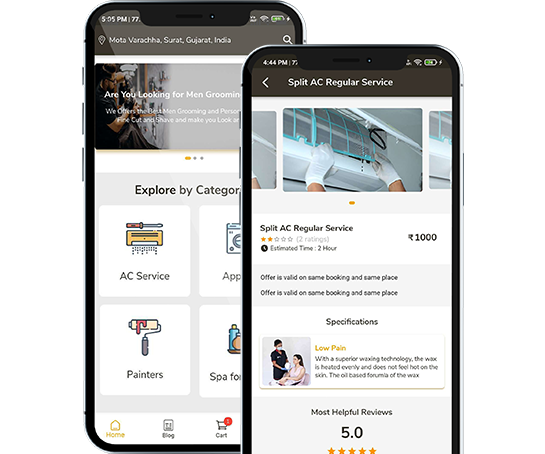 5:05 PM | 77.
Mota Varachha, Surat, Gujarat, India
Are You Looking for Men Groomin
We Offers the Best Men Grooming and Person
Fine Cut and Shave and make you Look ar
Explore by Categor
AC Service
App
Painters
Spa for
Home
Blog
Cart
4:44 PM | 77.
Split AC Regular Service
Split AC Regular Service
(2 ratings)
₹1000
Estimated Time : 2 Hour
Offer is valid on same booking and same place
Offer is valid on same booking and same place
Specifications
Low Pain
With a superior waxing technology, the wax
is heated evenly and does not feel hot on the
skin. The oil based forumla of the wax
Most Helpful Reviews
5.0